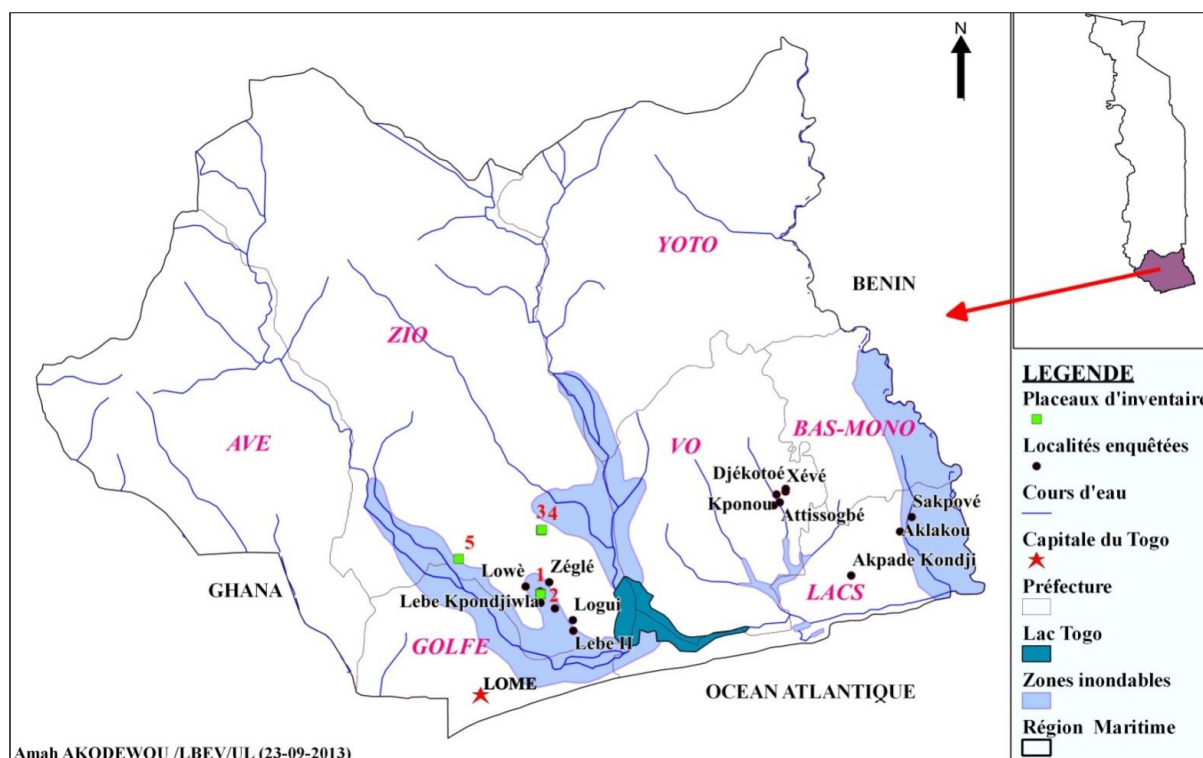 N
YOTO
BENIN
ZIO
AVE
VO
BAS-MONO
Djékotoé
Xévé
Kponou
Attissogbé
Sakpové
Aklakou
Akpade Kondji
LACS
34
5
1
2
Lowè
Zéglé
Lebe Kpondjiwla
Logui
Lebe II
GHANA
GOLFE
LOME
OCEAN ATLANTIQUE
Amah AKODEWOU /LBEV/UL (23-09-2013)
LEGENDE
Placeaux d'inventaire
Localités enquêtées
Cours d'eau
Capitale du Togo
Préfecture
Lac Togo
Zones inondables
Région Maritime